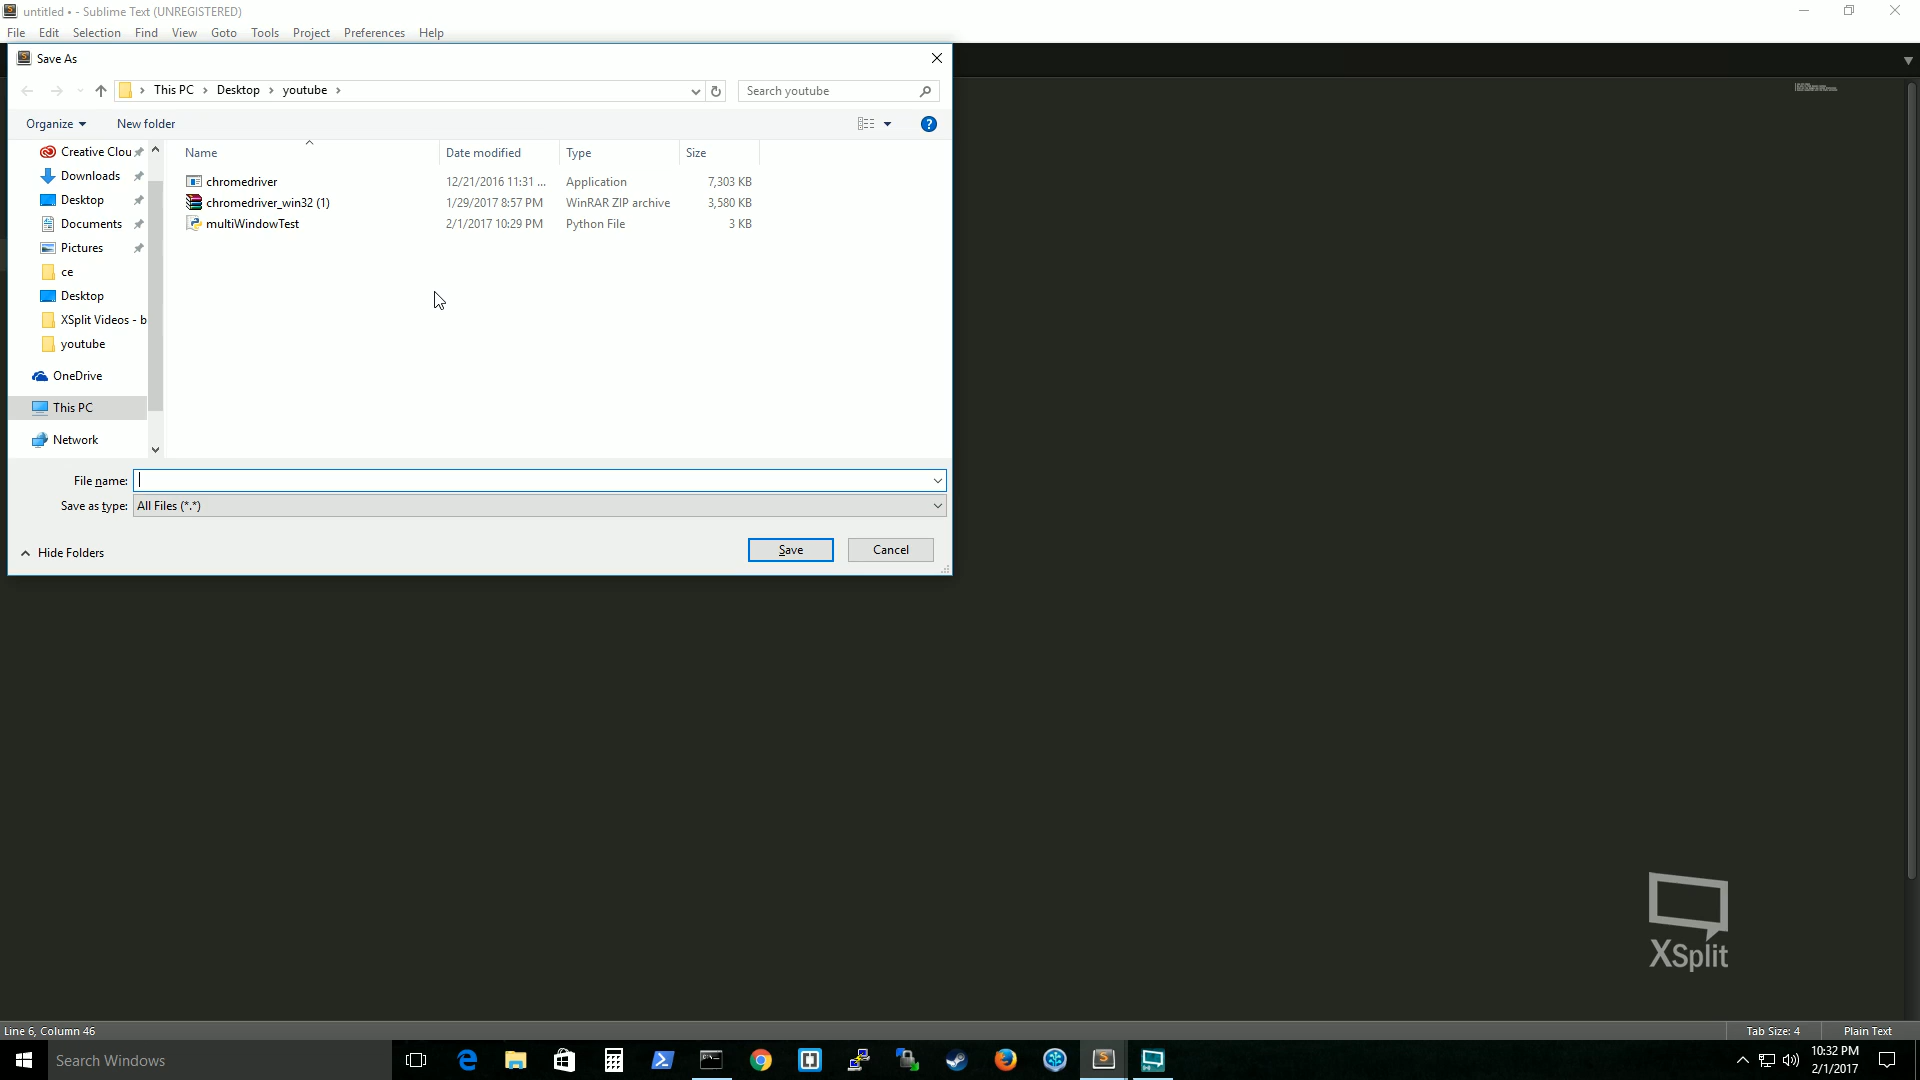 untitled • - Sublime Text (UNREGISTERED)
File Edit Selection Find View Goto Tools Project Preferences Help
Save As
This PC > Desktop > youtube >
Search youtube
Organize
New folder
Name Date modified Type Size
Creative Clou
Downloads
Desktop
Documents
Pictures
ce
Desktop
XSplit Videos - b
youtube
OneDrive
This PC
Network
chromedriver 12/21/2016 11:31 ... Application 7,303 KB
chromedriver_win32 (1) 1/29/2017 8:57 PM WinRAR ZIP archive 3,580 KB
multiWindowTest 2/1/2017 10:29 PM Python File 3 KB
File name:
Save as type: All Files (*.*)
Hide Folders
Save Cancel
XSplit
Line 6, Column 46
Tab Size: 4 Plain Text
Search Windows
10:32 PM
2/1/2017